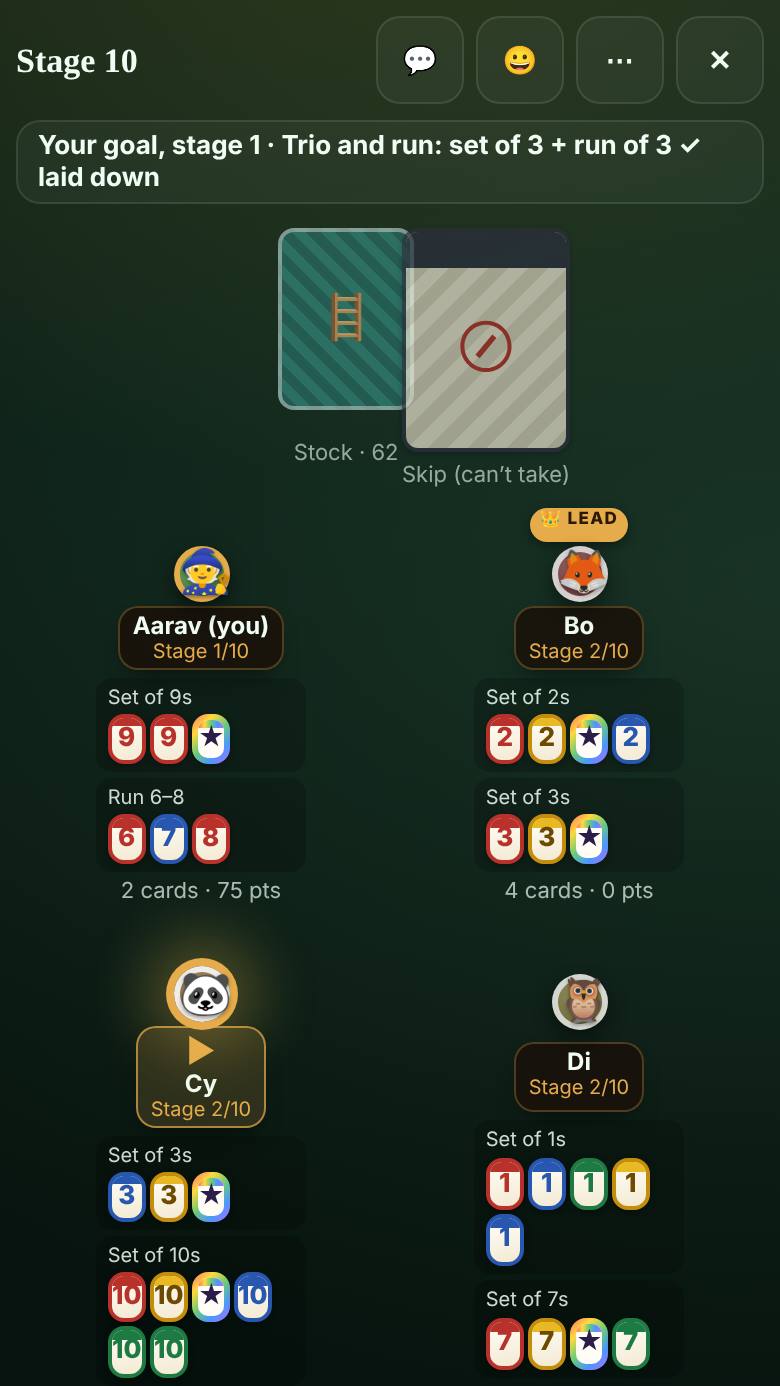 Stage 10
Your goal, stage 1 · Trio and run: set of 3 + run of 3 ✓
laid down
Stock · 62
Skip (can’t take)
LEAD
Aarav (you)
Stage 1/10
Bo
Stage 2/10
Set of 9s
9 9 ★
Set of 2s
2 2 ★ 2
Run 6–8
6 7 8
Set of 3s
3 3 ★
2 cards · 75 pts
4 cards · 0 pts
Cy
Stage 2/10
Di
Stage 2/10
Set of 3s
3 3 ★
Set of 1s
1 1 1 1
1
Set of 10s
10 10 ★ 10
10 10
Set of 7s
7 7 ★ 7